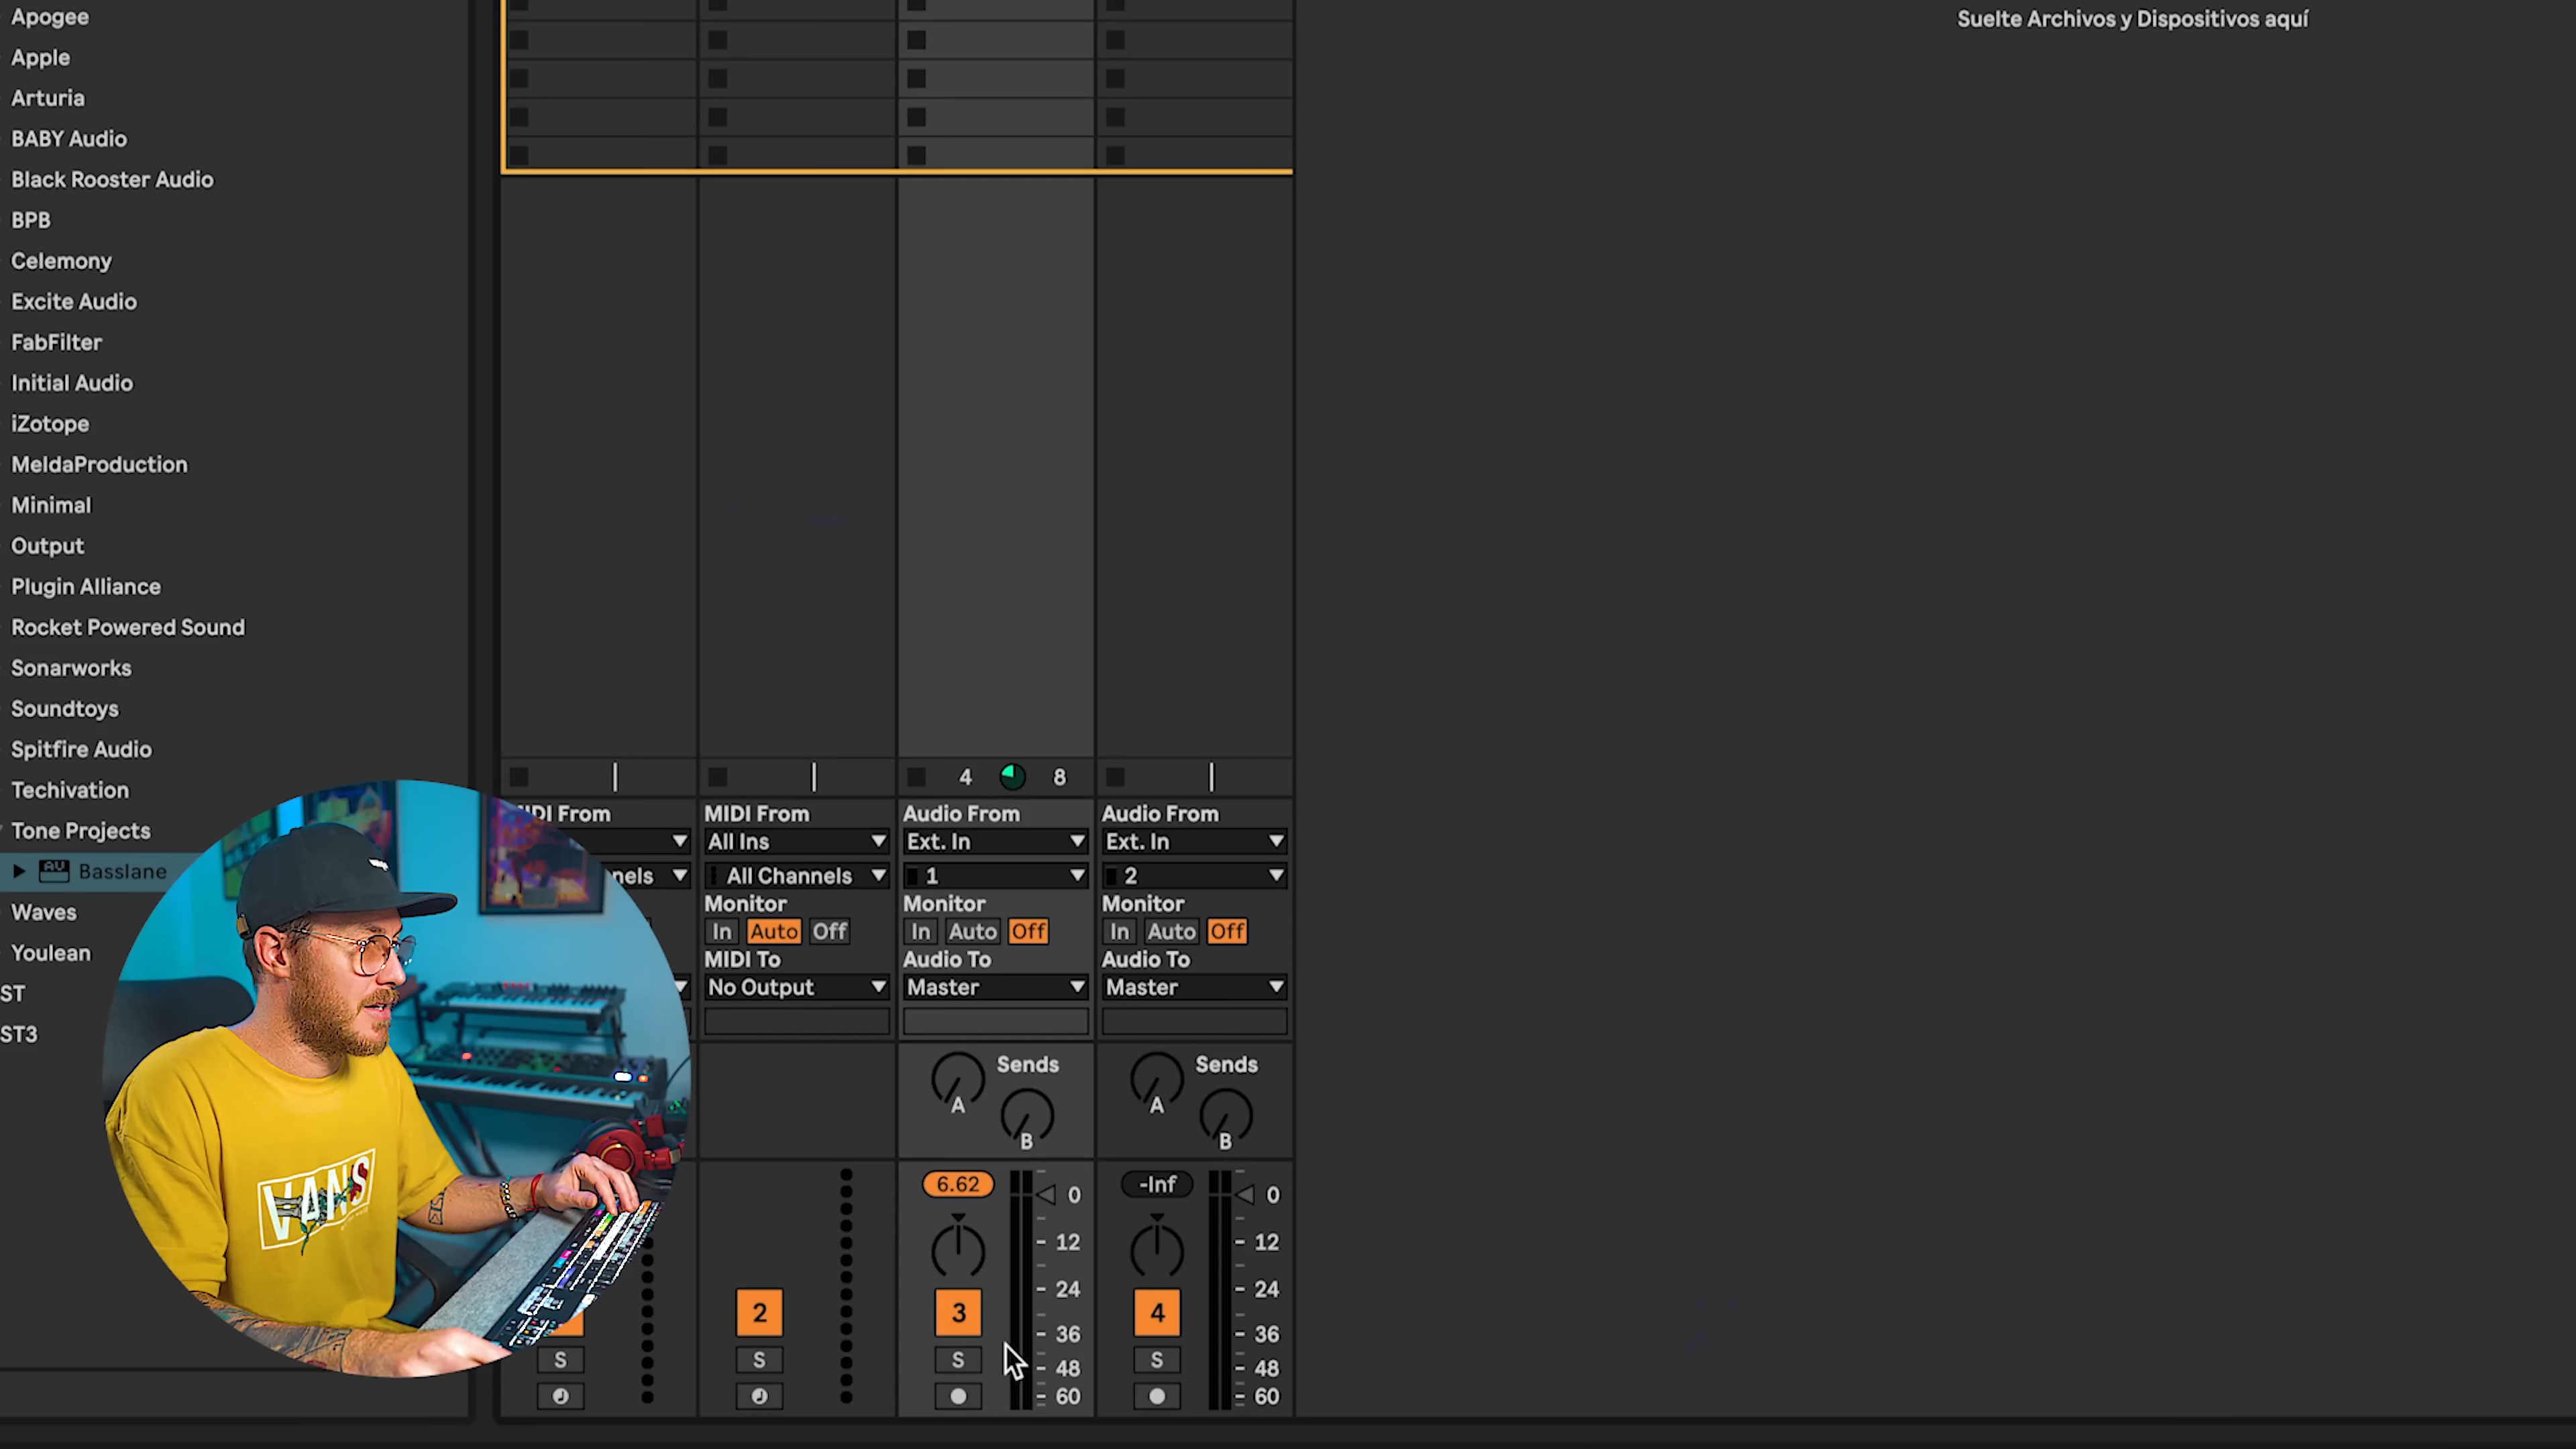 Apogee
Apple
Arturia
BABY Audio
Black Rooster Audio
BPB
Celemony
Excite Audio
FabFilter
Initial Audio
iZotope
MeldaProduction
Minimal
Output
Plugin Alliance
Rocket Powered Sound
Sonarworks
Soundtoys
Spitfire Audio
Techivation
Tone Projects
AU Basslane
Waves
Youlean
ST
ST3
Suelte Archivos y Dispositivos aquí
4 8
IDI From
nels
S
MIDI From
All Ins
All Channels
Monitor
In Auto Off
MIDI To
No Output
2
S
Audio From
Ext. In
1
Monitor
In Auto Off
Audio To
Master
Sends
A
B
6.62
0
12
24
3
36
S
48
60
Audio From
Ext. In
2
Monitor
In Auto Off
Audio To
Master
Sends
A
B
-Inf
0
12
24
4
36
S
48
60
VANS